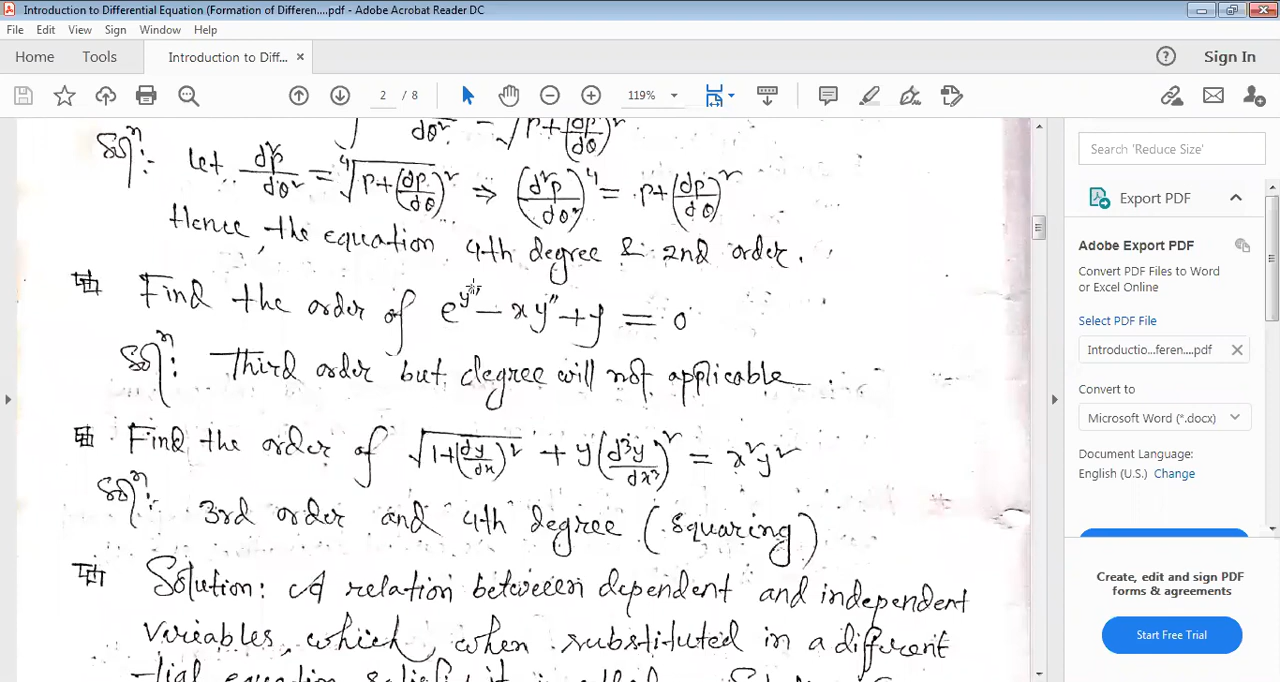 Introduction to Differential Equation (Formation of Differen....pdf - Adobe Acrobat Reader DC
File Edit View Sign Window Help
Home Tools Introduction to Diff... × Sign In
2 / 8 119%
d²p/dθ² = √P+(dp/dθ)²
Solⁿ:- Let d²p/dθ² = ⁴√P+(dp/dθ)² ⇒ (d²p/dθ²)⁴ = P+(dp/dθ)²
Hence, the equation 4th degree & 2nd order.
Find the order of e^y''' - xy'' + y = 0
Solⁿ: Third order but degree will not applicable.
Find the order of √1+(dy/dx)² + y(d³y/dx³)² = x²y²
Solⁿ: 3rd order and 4th degree (squaring)
Solution: A relation between dependent and independent
variables, which, when substituted in a different
-tial equation
Search 'Reduce Size'
Export PDF
Adobe Export PDF
Convert PDF Files to Word
or Excel Online
Select PDF File
Introductio...feren....pdf ×
Convert to
Microsoft Word (*.docx)
Document Language:
English (U.S.) Change
Create, edit and sign PDF
forms & agreements
Start Free Trial